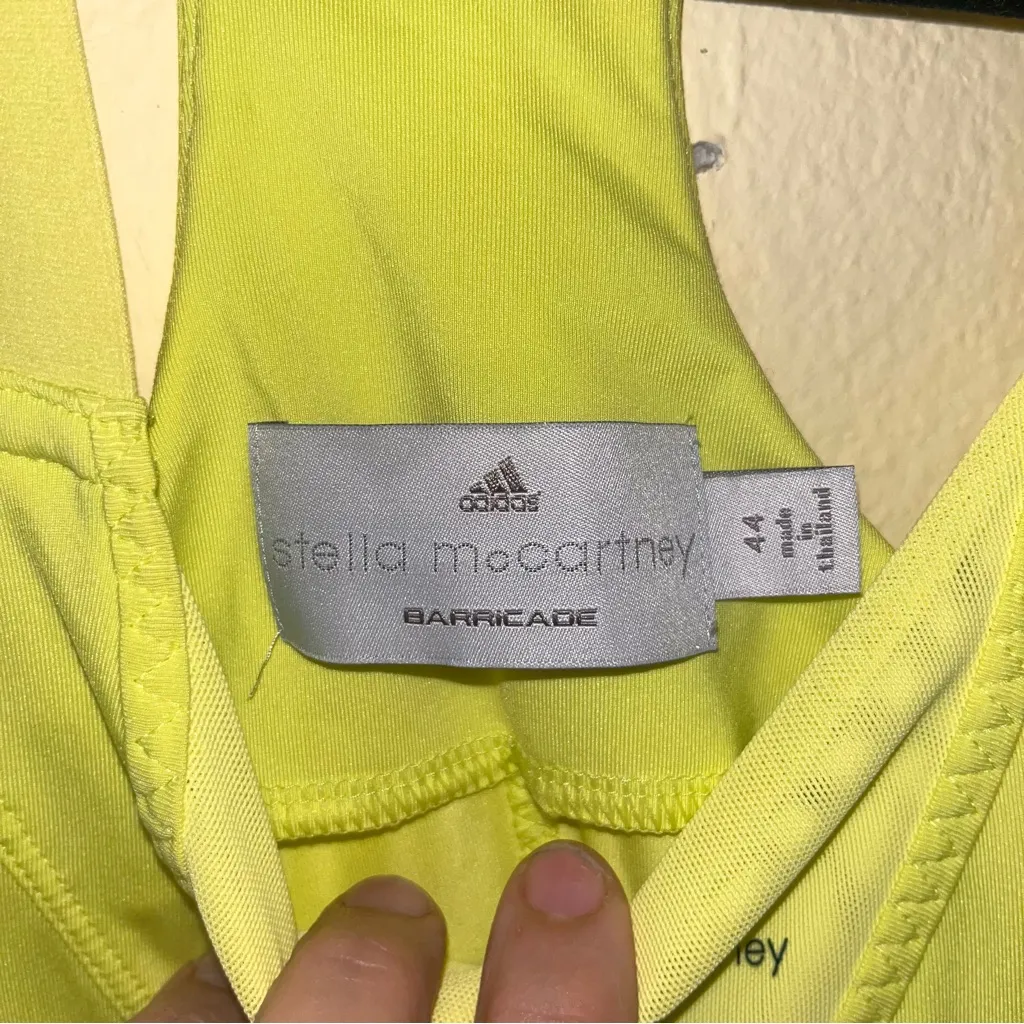 adidas
stella mccartney
BARRICADE
44
made
in
thailand
ney